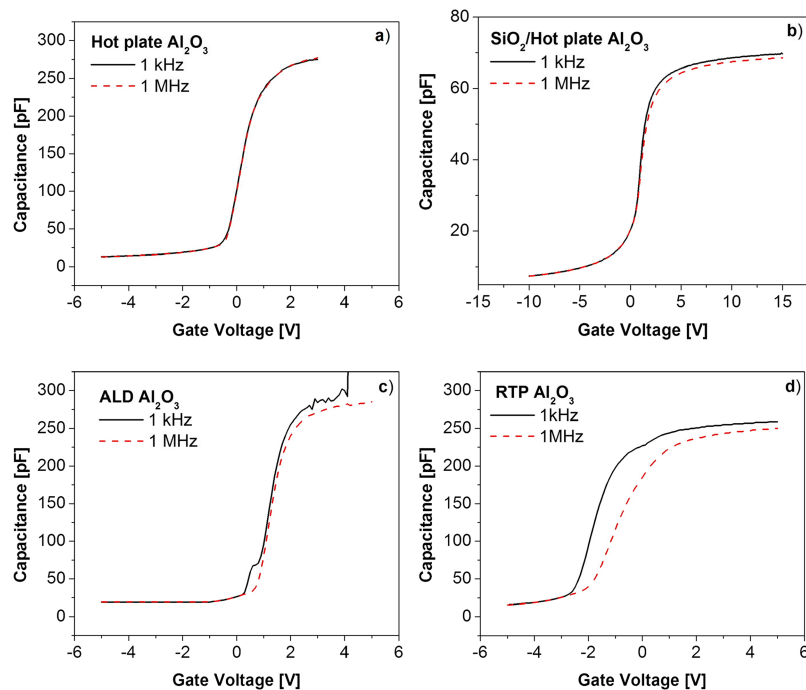 a)
Hot plate Al2O3
1 kHz
1 MHz
Capacitance [pF]
300
250
200
150
100
50
0
-6 -4 -2 0 2 4 6
Gate Voltage [V]
b)
SiO2/Hot plate Al2O3
1 kHz
1 MHz
Capacitance [pF]
80
60
40
20
-15 -10 -5 0 5 10 15
Gate Voltage [V]
c)
ALD Al2O3
1 kHz
1 MHz
Capacitance [pF]
300
250
200
150
100
50
0
-6 -4 -2 0 2 4 6
Gate Voltage [V]
d)
RTP Al2O3
1kHz
1MHz
Capacitance [pF]
300
250
200
150
100
50
0
-6 -4 -2 0 2 4 6
Gate Voltage [V]